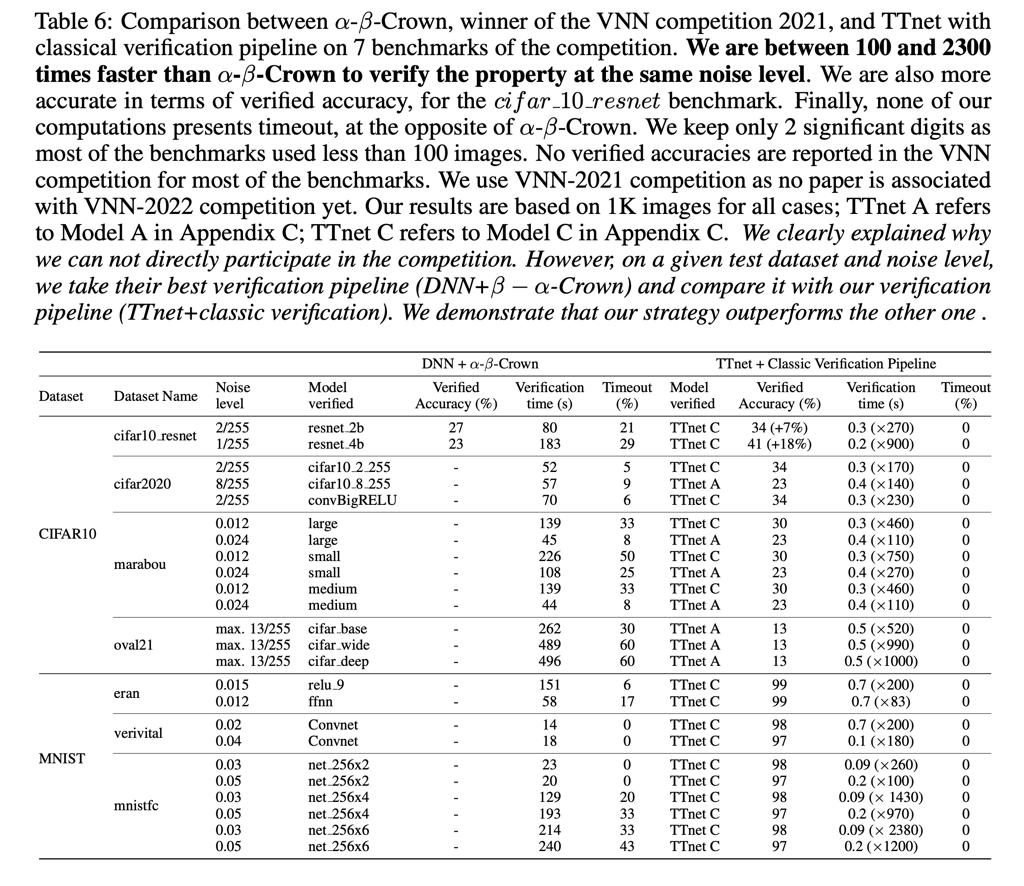 Table 6: Comparison between α-β-Crown, winner of the VNN competition 2021, and TTnet with
classical verification pipeline on 7 benchmarks of the competition. We are between 100 and 2300
times faster than α-β-Crown to verify the property at the same noise level. We are also more
accurate in terms of verified accuracy, for the cifar_10_resnet benchmark. Finally, none of our
computations presents timeout, at the opposite of α-β-Crown. We keep only 2 significant digits as
most of the benchmarks used less than 100 images. No verified accuracies are reported in the VNN
competition for most of the benchmarks. We use VNN-2021 competition as no paper is associated
with VNN-2022 competition yet. Our results are based on 1K images for all cases; TTnet A refers
to Model A in Appendix C; TTnet C refers to Model C in Appendix C. We clearly explained why
we can not directly participate in the competition. However, on a given test dataset and noise level,
we take their best verification pipeline (DNN+β − α-Crown) and compare it with our verification
pipeline (TTnet+classic verification). We demonstrate that our strategy outperforms the other one .
DNN + α-β-Crown TTnet + Classic Verification Pipeline
Dataset Dataset Name Noise level Model verified Verified Accuracy (%) Verification time (s) Timeout (%) Model verified Verified Accuracy (%) Verification time (s) Timeout (%)
CIFAR10 cifar10_resnet 2/255 resnet_2b 27 80 21 TTnet C 34 (+7%) 0.3 (×270) 0
1/255 resnet_4b 23 183 29 TTnet C 41 (+18%) 0.2 (×900) 0
cifar2020 2/255 cifar10_2_255 - 52 5 TTnet C 34 0.3 (×170) 0
8/255 cifar10_8_255 - 57 9 TTnet A 23 0.4 (×140) 0
2/255 convBigRELU - 70 6 TTnet C 34 0.3 (×230) 0
marabou 0.012 large - 139 33 TTnet C 30 0.3 (×460) 0
0.024 large - 45 8 TTnet A 23 0.4 (×110) 0
0.012 small - 226 50 TTnet C 30 0.3 (×750) 0
0.024 small - 108 25 TTnet A 23 0.4 (×270) 0
0.012 medium - 139 33 TTnet C 30 0.3 (×460) 0
0.024 medium - 44 8 TTnet A 23 0.4 (×110) 0
oval21 max. 13/255 cifar_base - 262 30 TTnet A 13 0.5 (×520) 0
max. 13/255 cifar_wide - 489 60 TTnet A 13 0.5 (×990) 0
max. 13/255 cifar_deep - 496 60 TTnet A 13 0.5 (×1000) 0
MNIST eran 0.015 relu_9 - 151 6 TTnet C 99 0.7 (×200) 0
0.012 ffnn - 58 17 TTnet C 99 0.7 (×83) 0
verivital 0.02 Convnet - 14 0 TTnet C 98 0.7 (×200) 0
0.04 Convnet - 18 0 TTnet C 97 0.1 (×180) 0
mnistfc 0.03 net_256x2 - 23 0 TTnet C 98 0.09 (×260) 0
0.05 net_256x2 - 20 0 TTnet C 97 0.2 (×100) 0
0.03 net_256x4 - 129 20 TTnet C 98 0.09 (× 1430) 0
0.05 net_256x4 - 193 33 TTnet C 97 0.2 (×970) 0
0.03 net_256x6 - 214 33 TTnet C 98 0.09 (× 2380) 0
0.05 net_256x6 - 240 43 TTnet C 97 0.2 (×1200) 0